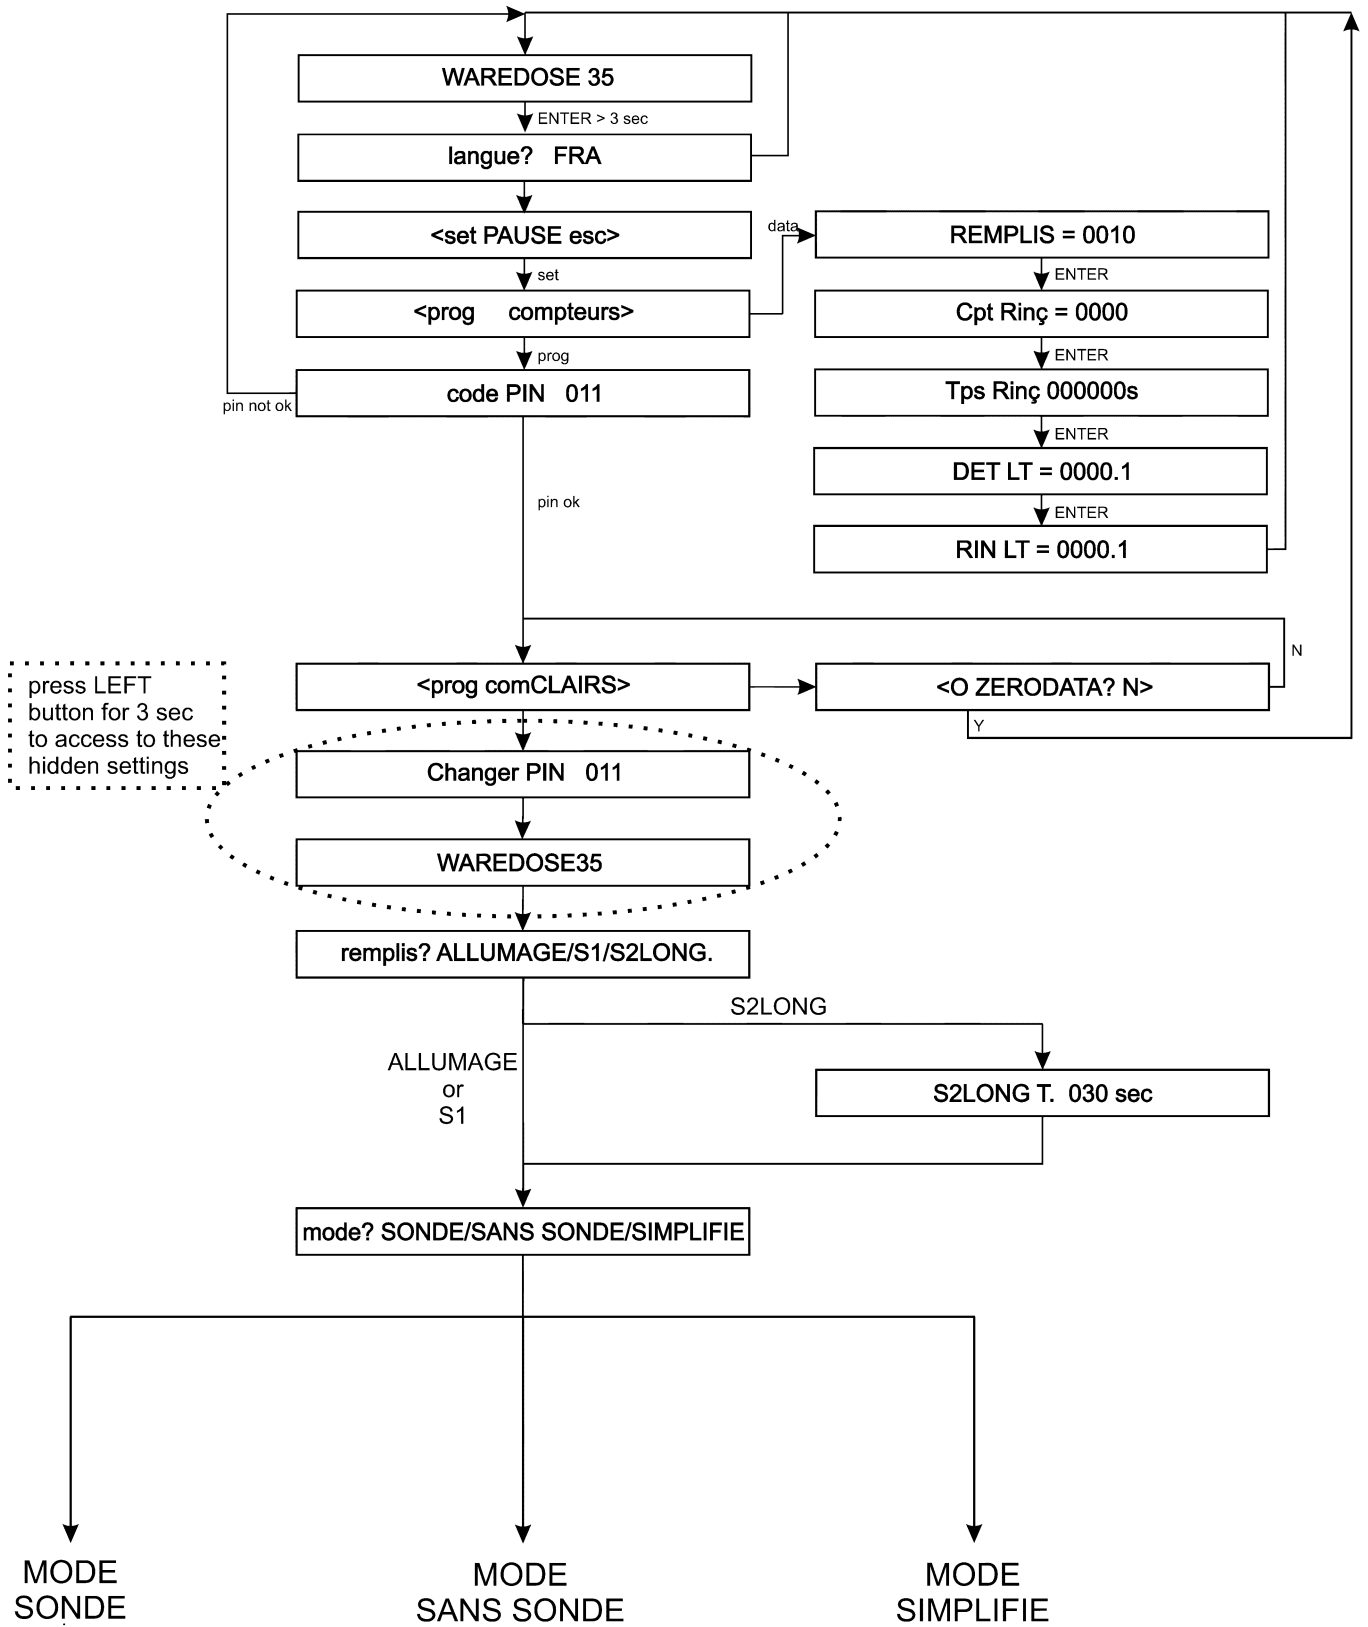 WAREDOSE 35
ENTER > 3 sec
langue?   FRA
<set PAUSE esc>
data
REMPLIS = 0010
set
ENTER
<prog     compteurs>
Cpt Rinç = 0000
prog
ENTER
code PIN   011
pin not ok
Tps Rinç 000000s
ENTER
DET LT = 0000.1
pin ok
ENTER
RIN LT = 0000.1
N
press LEFT
button for 3 sec
to access to these
hidden settings
<prog comCLAIRS>
<O ZERODATA? N>
Y
Changer PIN   011
WAREDOSE35
remplis? ALLUMAGE/S1/S2LONG.
S2LONG
ALLUMAGE
or
S1
S2LONG T.  030 sec
mode? SONDE/SANS SONDE/SIMPLIFIE
MODE
SONDE
MODE
SANS SONDE
MODE
SIMPLIFIE